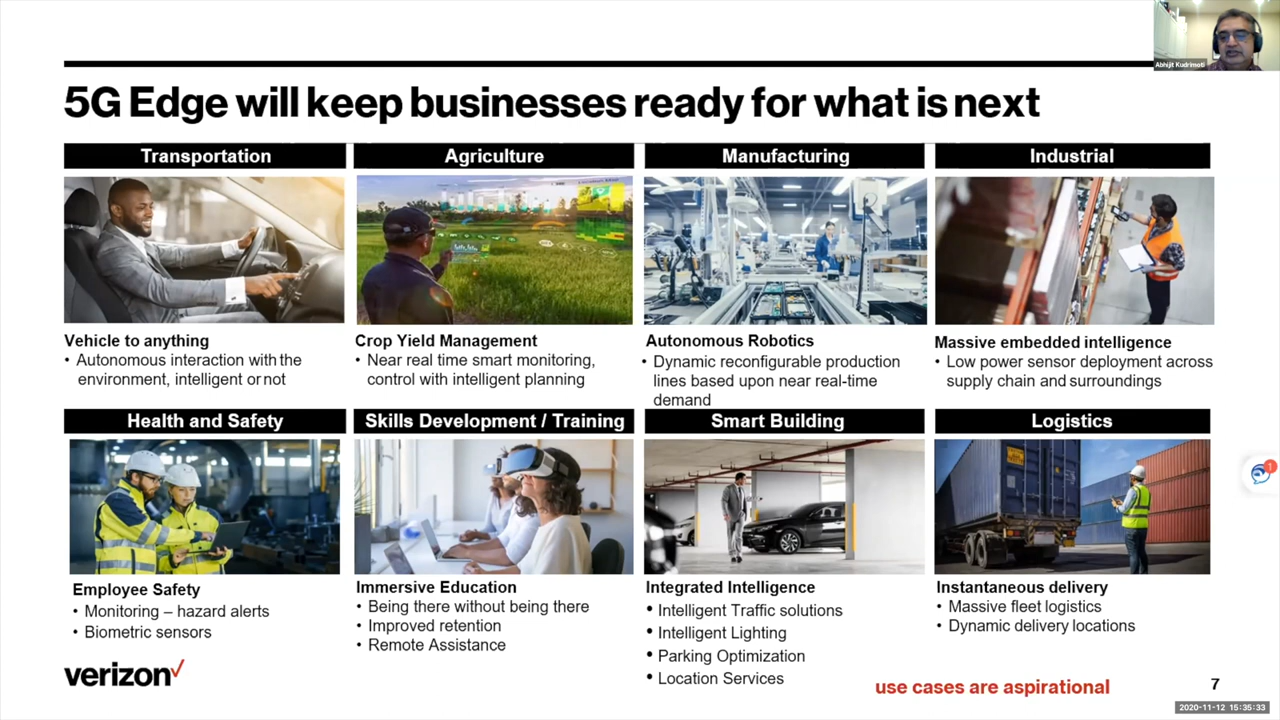 Abhijit Kudrimoti
5G Edge will keep businesses ready for what is next
Transportation
Agriculture
Manufacturing
Industrial
Vehicle to anything
• Autonomous interaction with the
environment, intelligent or not
Crop Yield Management
• Near real time smart monitoring,
control with intelligent planning
Autonomous Robotics
• Dynamic reconfigurable production
lines based upon near real-time
demand
Massive embedded intelligence
• Low power sensor deployment across
supply chain and surroundings
Health and Safety
Skills Development / Training
Smart Building
Logistics
Employee Safety
• Monitoring – hazard alerts
• Biometric sensors
Immersive Education
• Being there without being there
• Improved retention
• Remote Assistance
Integrated Intelligence
• Intelligent Traffic solutions
• Intelligent Lighting
• Parking Optimization
• Location Services
Instantaneous delivery
• Massive fleet logistics
• Dynamic delivery locations
verizon✓
use cases are aspirational
7
1
2020-11-12 15:35:33